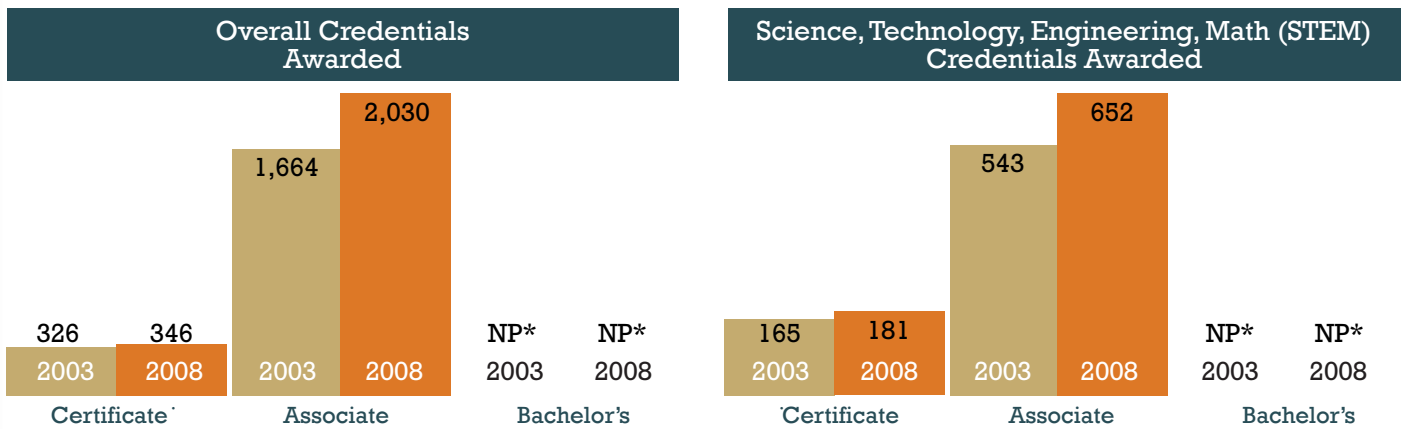 Overall Credentials
Awarded
2,030
1,664
326 346 NP* NP*
2003 2008 2003 2008 2003 2008
Certificate Associate Bachelor's
Science, Technology, Engineering, Math (STEM)
Credentials Awarded
652
543
165 181 NP* NP*
2003 2008 2003 2008 2003 2008
Certificate Associate Bachelor's